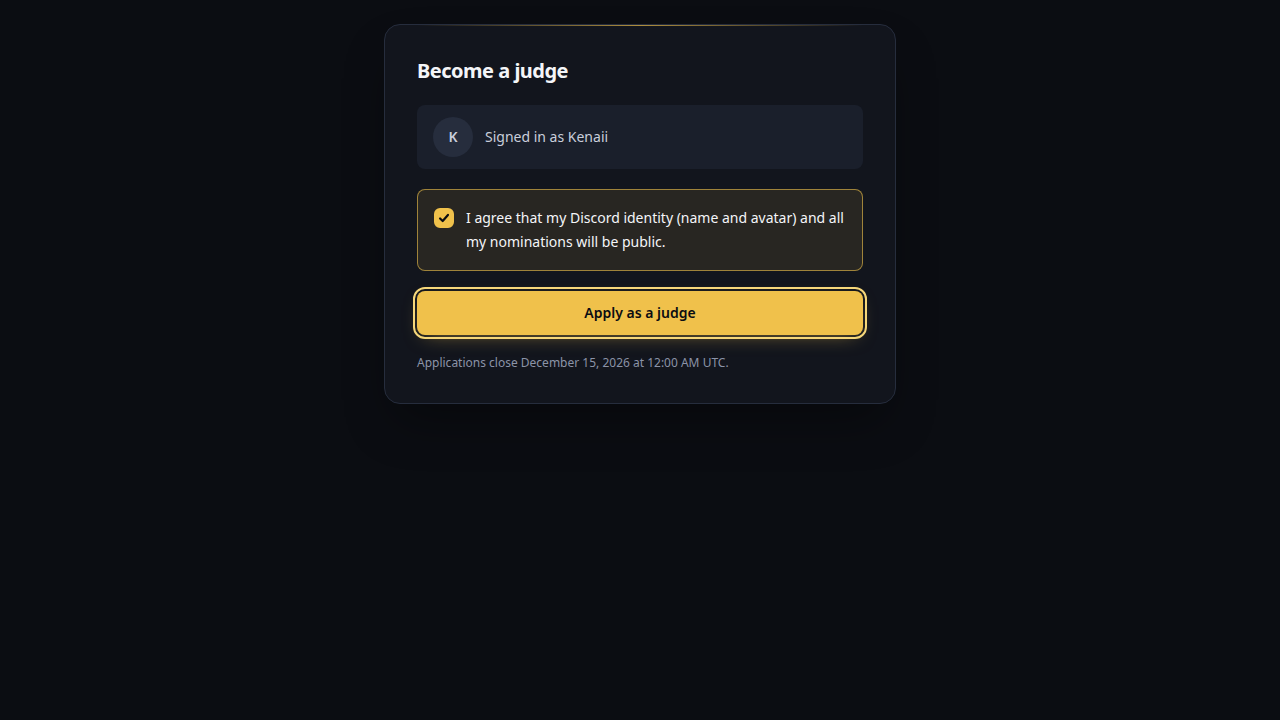 Become a judge
K
Signed in as Kenaii
I agree that my Discord identity (name and avatar) and all
my nominations will be public.
Apply as a judge
Applications close December 15, 2026 at 12:00 AM UTC.